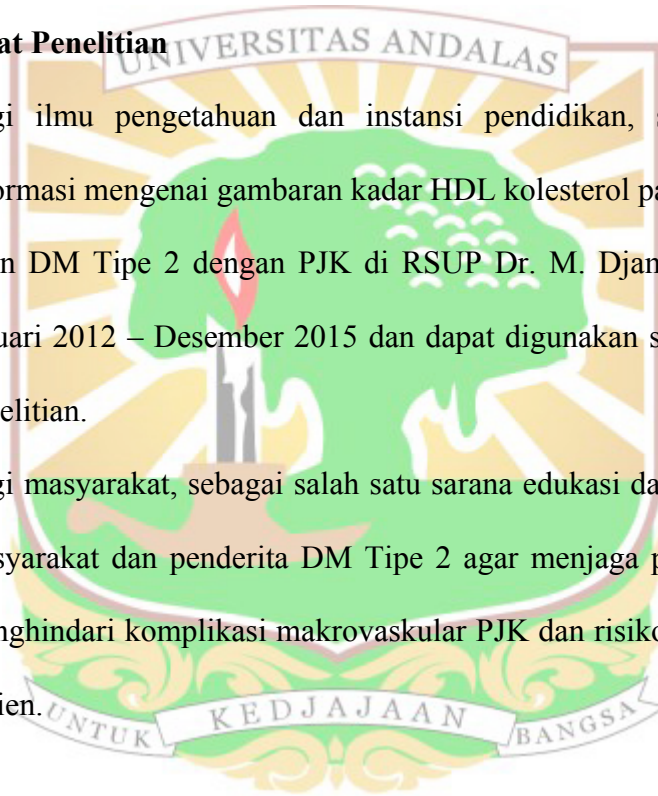 at Penelitian
UNIVERSITAS ANDALAS
gi ilmu pengetahuan dan instansi pendidikan, s
ormasi mengenai gambaran kadar HDL kolesterol pa
n DM Tipe 2 dengan PJK di RSUP Dr. M. Djam
uari 2012 – Desember 2015 dan dapat digunakan s
elitian.
gi masyarakat, sebagai salah satu sarana edukasi da
syarakat dan penderita DM Tipe 2 agar menjaga p
nghindari komplikasi makrovaskular PJK dan risiko
ien.
UNTUK KEDJAJAAN BANGSA